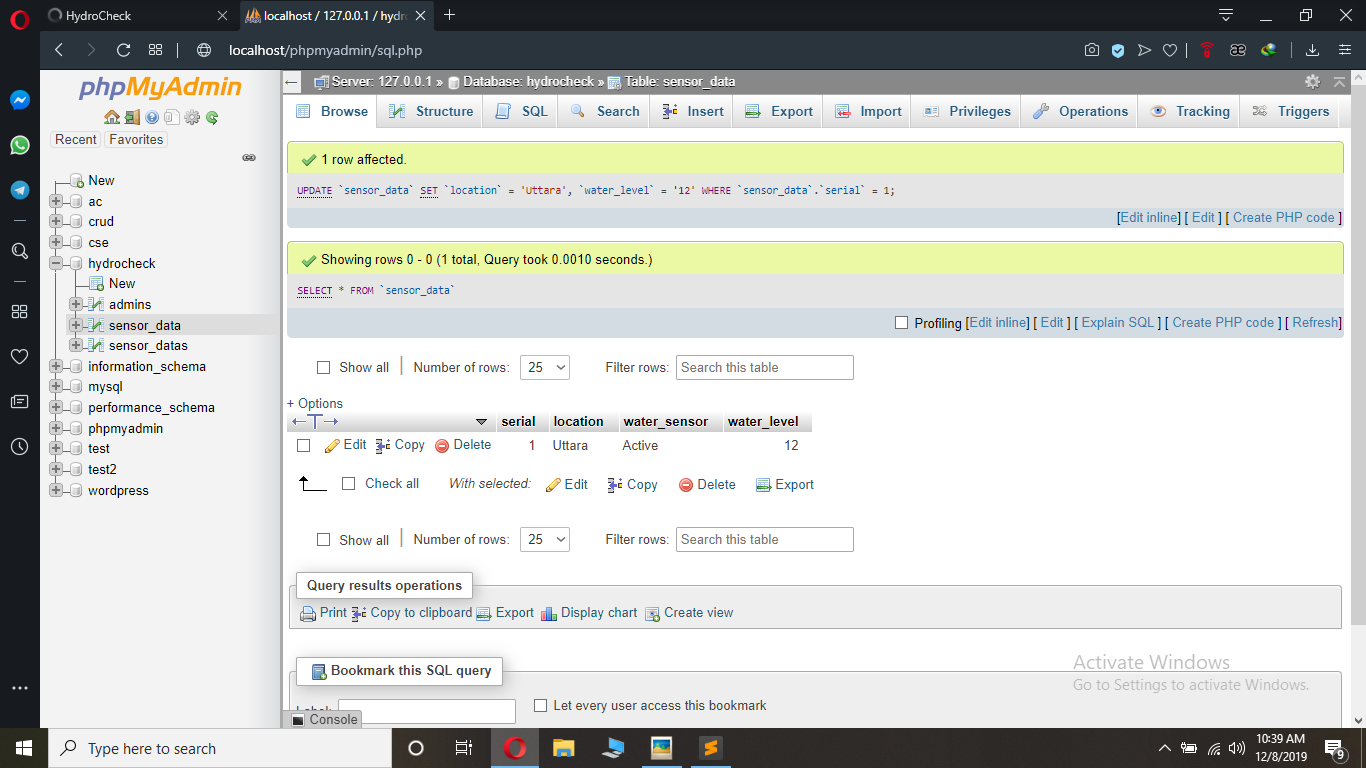 HydroCheck
localhost / 127.0.0.1 / hydr
localhost/phpmyadmin/sql.php
phpMyAdmin
Recent Favorites
New
ac
crud
cse
hydrocheck
New
admins
sensor_data
sensor_datas
information_schema
mysql
performance_schema
phpmyadmin
test
test2
wordpress
Server: 127.0.0.1 » Database: hydrocheck » Table: sensor_data
Browse Structure SQL Search Insert Export Import Privileges Operations Tracking Triggers
1 row affected.
UPDATE `sensor_data` SET `location` = 'Uttara', `water_level` = '12' WHERE `sensor_data`.`serial` = 1;
[Edit inline] [ Edit ] [ Create PHP code ]
Showing rows 0 - 0 (1 total, Query took 0.0010 seconds.)
SELECT * FROM `sensor_data`
Profiling [Edit inline] [ Edit ] [ Explain SQL ] [ Create PHP code ] [ Refresh]
Show all Number of rows: 25 Filter rows: Search this table
+ Options
serial location water_sensor water_level
Edit Copy Delete 1 Uttara Active 12
Check all With selected: Edit Copy Delete Export
Show all Number of rows: 25 Filter rows: Search this table
Query results operations
Print Copy to clipboard Export Display chart Create view
Bookmark this SQL query
Label: Let every user access this bookmark
Console
Activate Windows
Go to Settings to activate Windows.
Type here to search
10:39 AM
12/8/2019
9